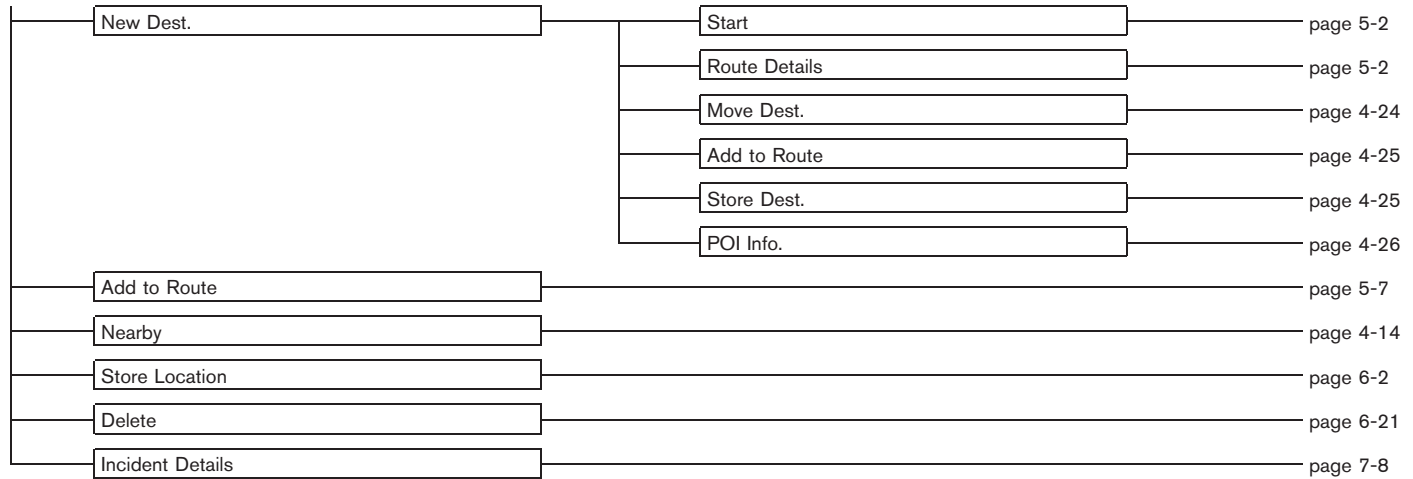 New Dest. Start page 5-2
Route Details page 5-2
Move Dest. page 4-24
Add to Route page 4-25
Store Dest. page 4-25
POI Info. page 4-26
Add to Route page 5-7
Nearby page 4-14
Store Location page 6-2
Delete page 6-21
Incident Details page 7-8